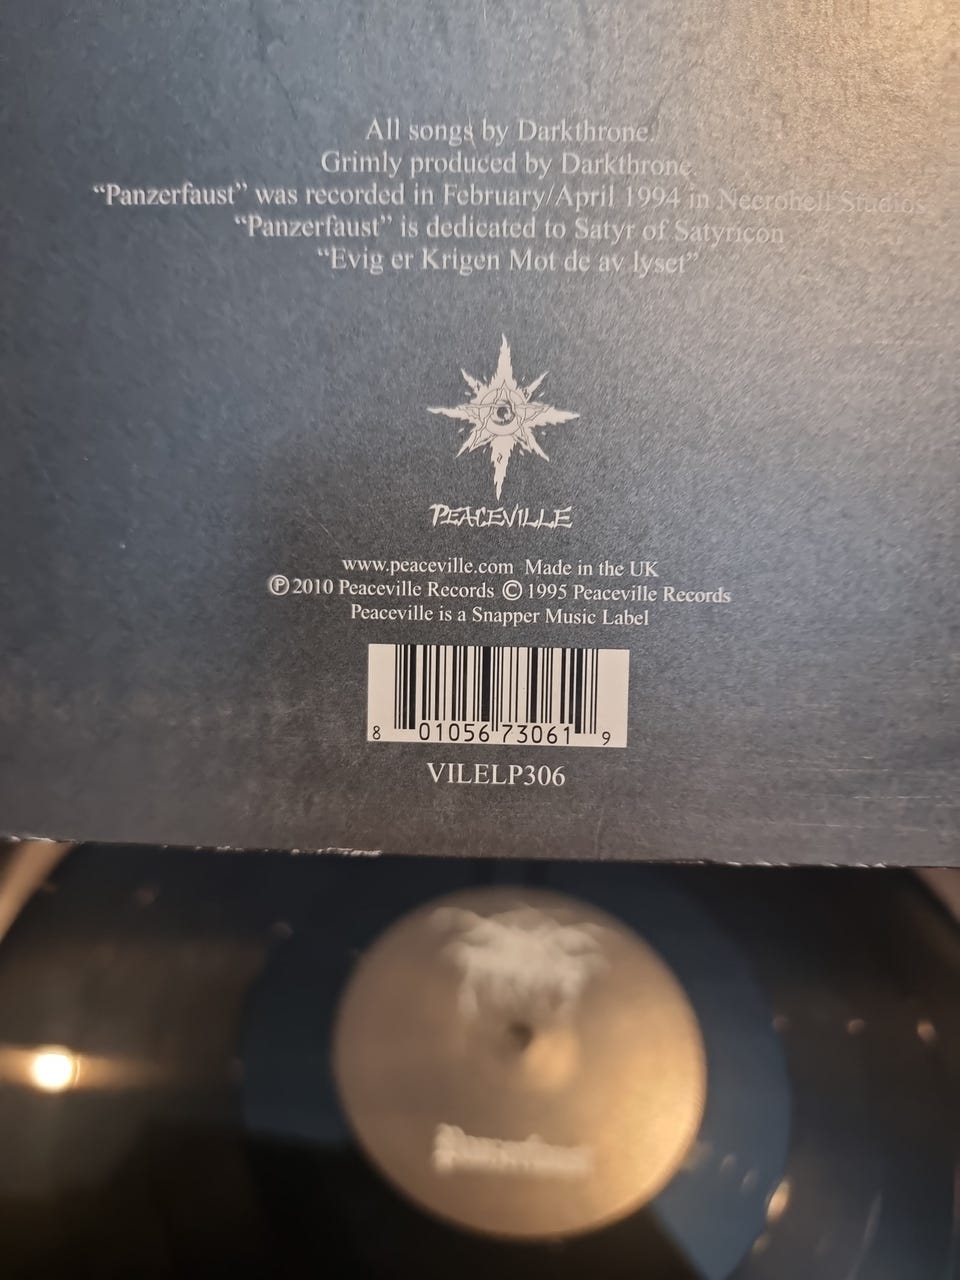 All songs by Darkthrone.
Grimly produced by Darkthrone.
“Panzerfaust” was recorded in February/April 1994 in Necrohell Studios
“Panzerfaust” is dedicated to Satyr of Satyricon
“Evig er Krigen Mot de av lyset”
PEACEVILLE
www.peaceville.com Made in the UK
Ⓟ 2010 Peaceville Records © 1995 Peaceville Records
Peaceville is a Snapper Music Label
8 01056 73061 9
VILELP306
Panzerfaust